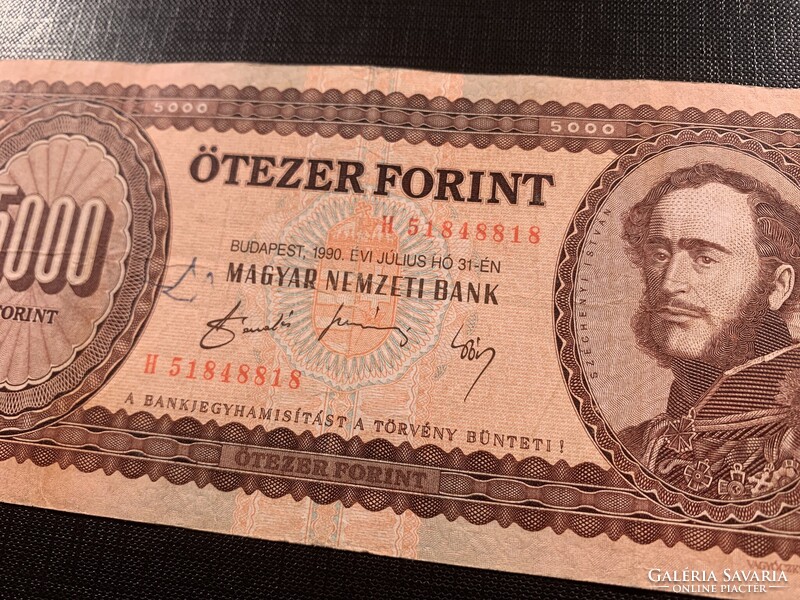 5000
5000
ÖTEZER FORINT
H 51848818
BUDAPEST, 1990. ÉVI JÚLIUS HÓ 31-ÉN
MAGYAR NEMZETI BANK
5000
FORINT
H 51848818
A BANKJEGYHAMISÍTÁST A TÖRVÉNY BÜNTETI!
ÖTEZER FORINT
SZÉCHENYI ISTVÁN
GALÉRIA SAVARIA
ONLINE PIACTÉR